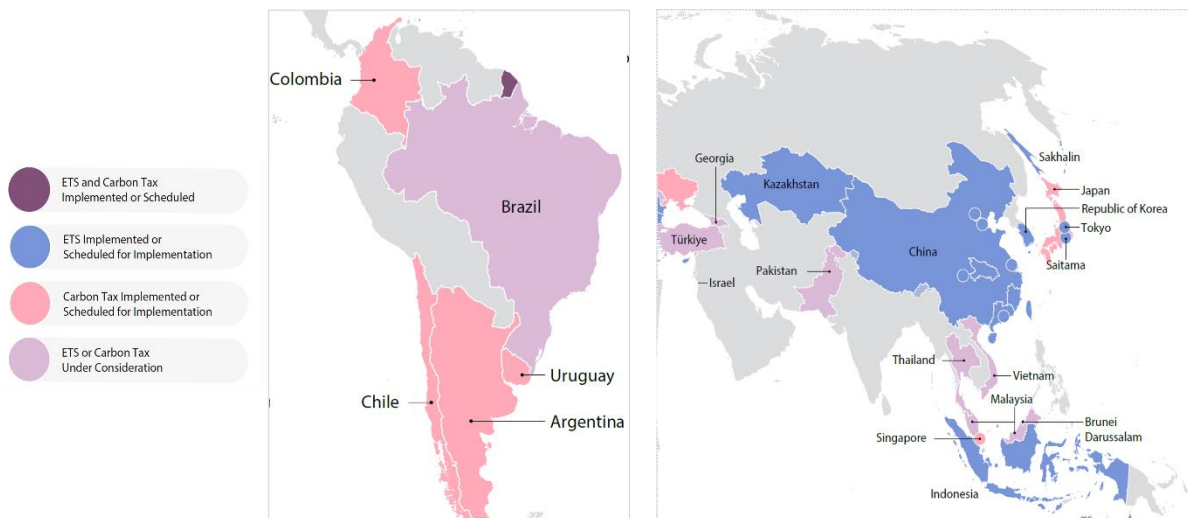 ETS and Carbon Tax
Implemented or Scheduled
ETS Implemented or
Scheduled for Implementation
Carbon Tax Implemented or
Scheduled for Implementation
ETS or Carbon Tax
Under Consideration
Colombia
Brazil
Uruguay
Chile
Argentina
Georgia
Kazakhstan
Sakhalin
Japan
Republic of Korea
Tokyo
Türkiye
China
Saitama
Pakistan
Israel
Thailand
Vietnam
Malaysia
Brunei
Darussalam
Singapore
Indonesia